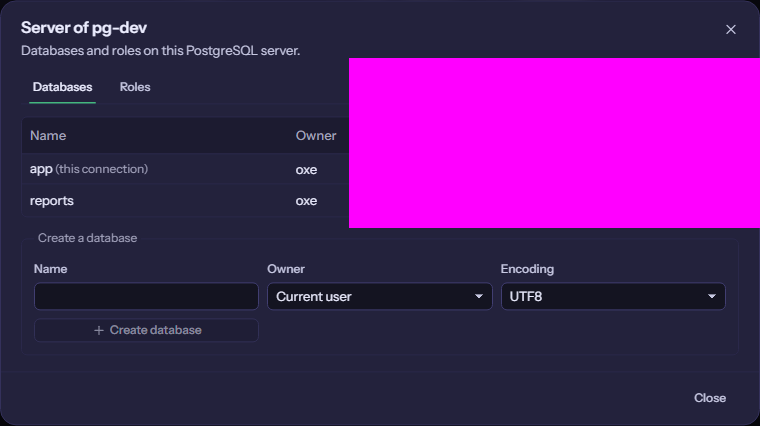 Server of pg-dev
Databases and roles on this PostgreSQL server.
Databases Roles
Name Owner
app (this connection) oxe
reports oxe
Create a database
Name Owner Encoding
Current user UTF8
+ Create database
Close